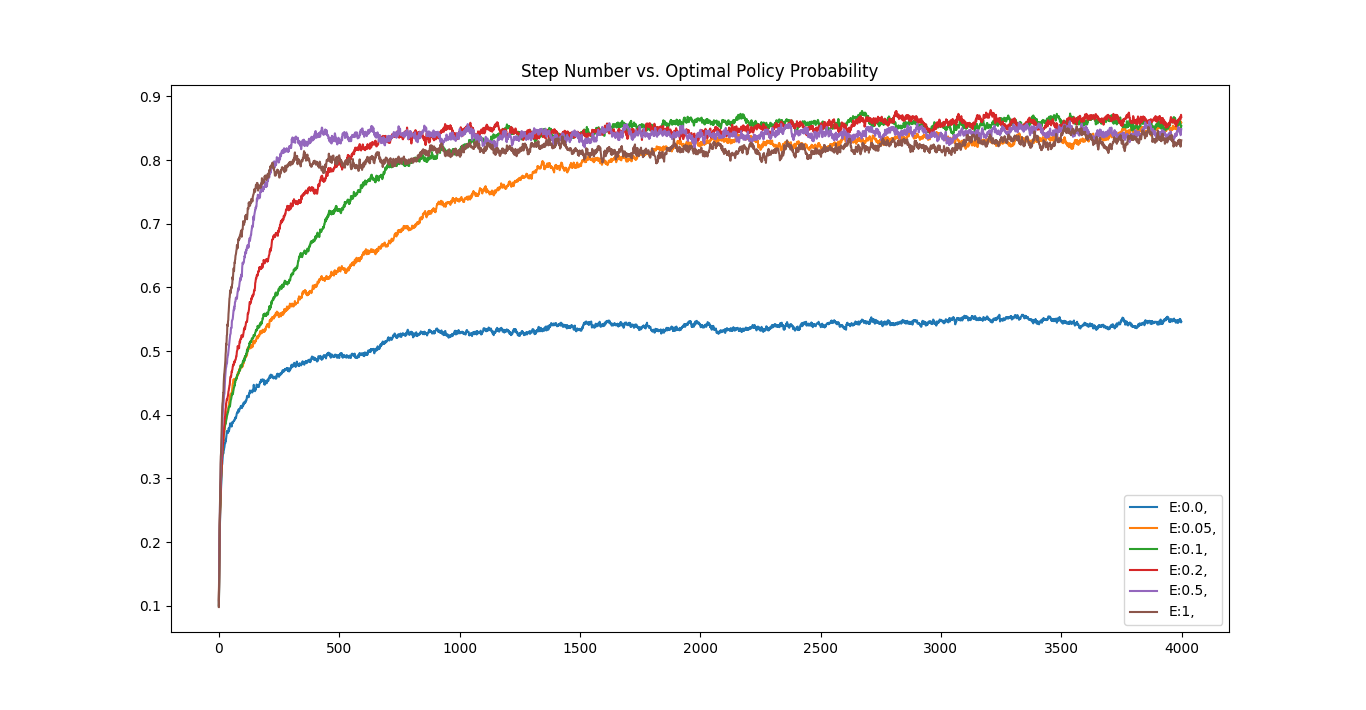 Step Number vs. Optimal Policy Probability
0.9
0.8
0.7
0.6
0.5
0.4
0.3
0.2
0.1
0 500 1000 1500 2000 2500 3000 3500 4000
E:0.0,
E:0.05,
E:0.1,
E:0.2,
E:0.5,
E:1,